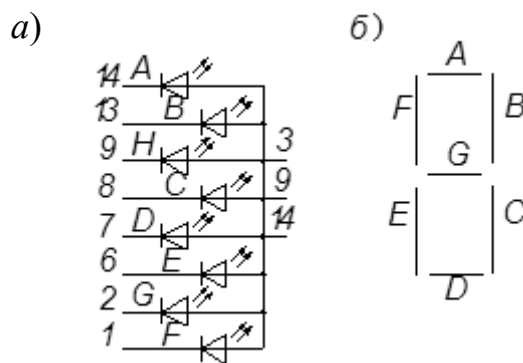 а)
14 A
13 B
9 H 3
8 C 9
7 D 14
6 E
2 G
1 F
б)
A
F B
G
E C
D